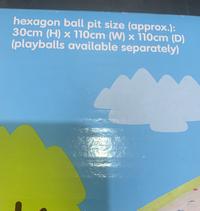 hexagon ball pit size (approx.):
30cm (H) x 110cm (W) x 110cm (D)
(playballs available separately)